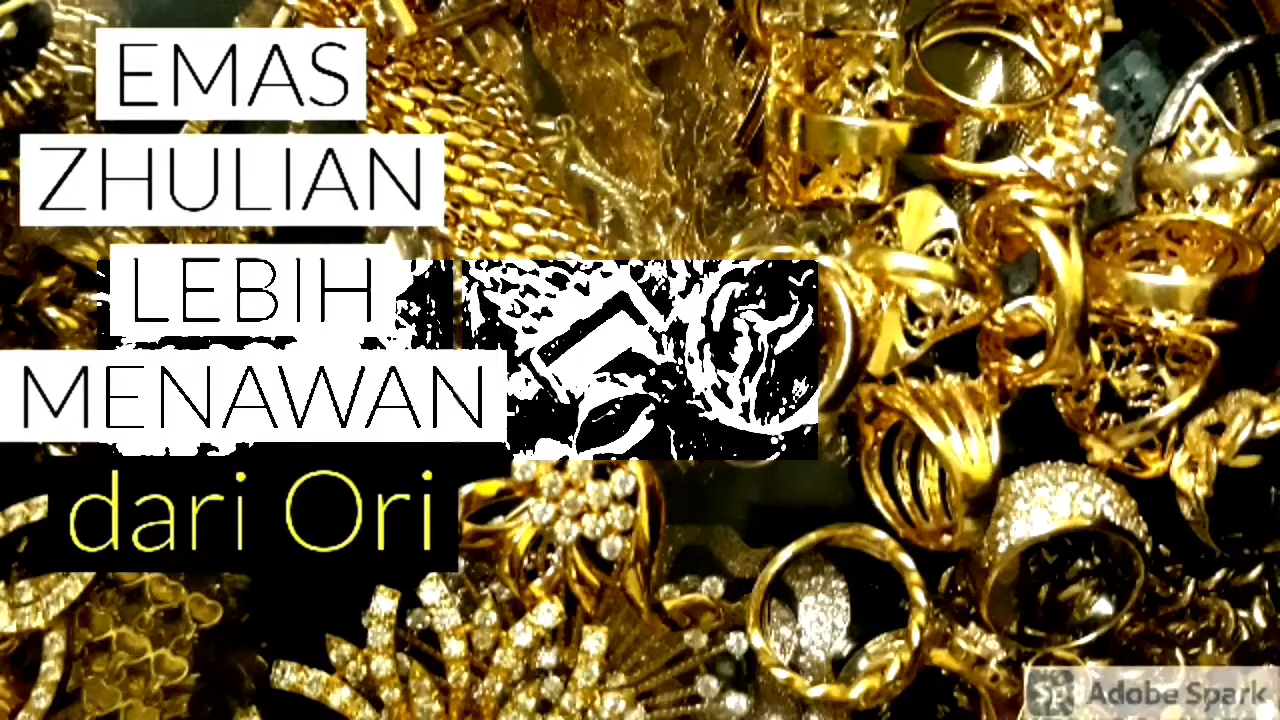 EMAS
ZHULIAN
LEBIH
MENAWAN
dari Ori
Adobe Spark